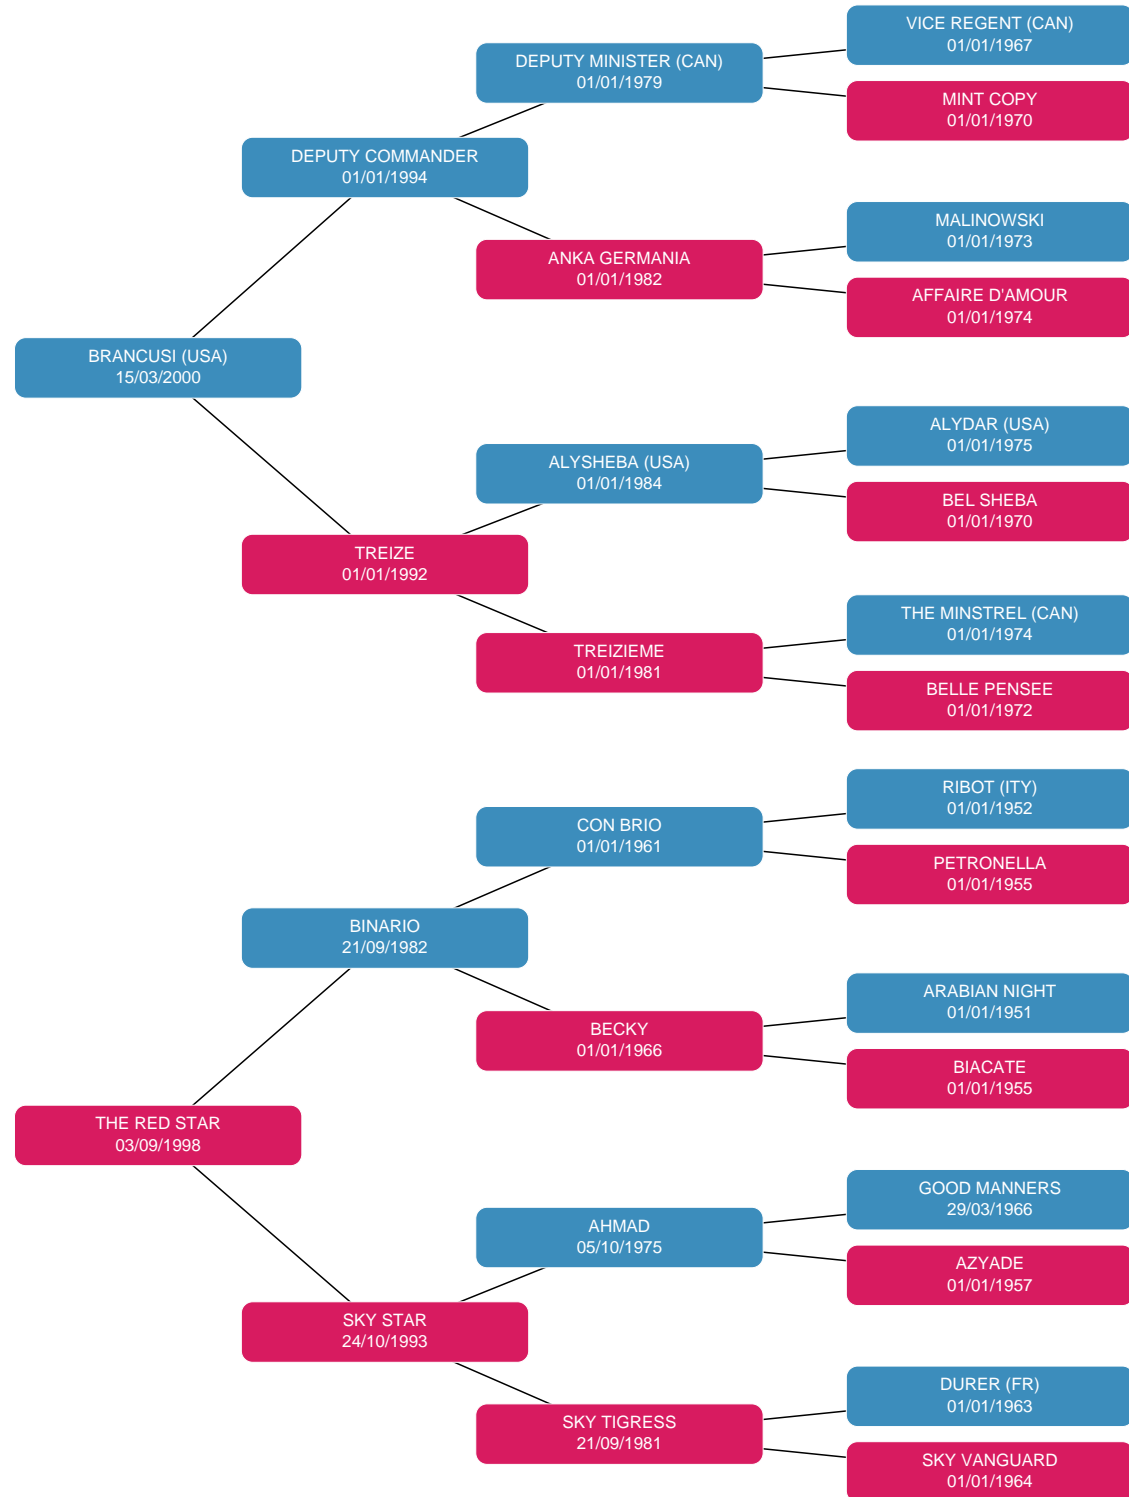 VICE REGENT (CAN)
01/01/1967
DEPUTY MINISTER (CAN)
01/01/1979
MINT COPY
01/01/1970
DEPUTY COMMANDER
01/01/1994
MALINOWSKI
01/01/1973
ANKA GERMANIA
01/01/1982
AFFAIRE D'AMOUR
01/01/1974
BRANCUSI (USA)
15/03/2000
ALYDAR (USA)
01/01/1975
ALYSHEBA (USA)
01/01/1984
BEL SHEBA
01/01/1970
TREIZE
01/01/1992
THE MINSTREL (CAN)
01/01/1974
TREIZIEME
01/01/1981
BELLE PENSEE
01/01/1972
RIBOT (ITY)
01/01/1952
CON BRIO
01/01/1961
PETRONELLA
01/01/1955
BINARIO
21/09/1982
ARABIAN NIGHT
01/01/1951
BECKY
01/01/1966
BIACATE
01/01/1955
THE RED STAR
03/09/1998
GOOD MANNERS
29/03/1966
AHMAD
05/10/1975
AZYADE
01/01/1957
SKY STAR
24/10/1993
DURER (FR)
01/01/1963
SKY TIGRESS
21/09/1981
SKY VANGUARD
01/01/1964